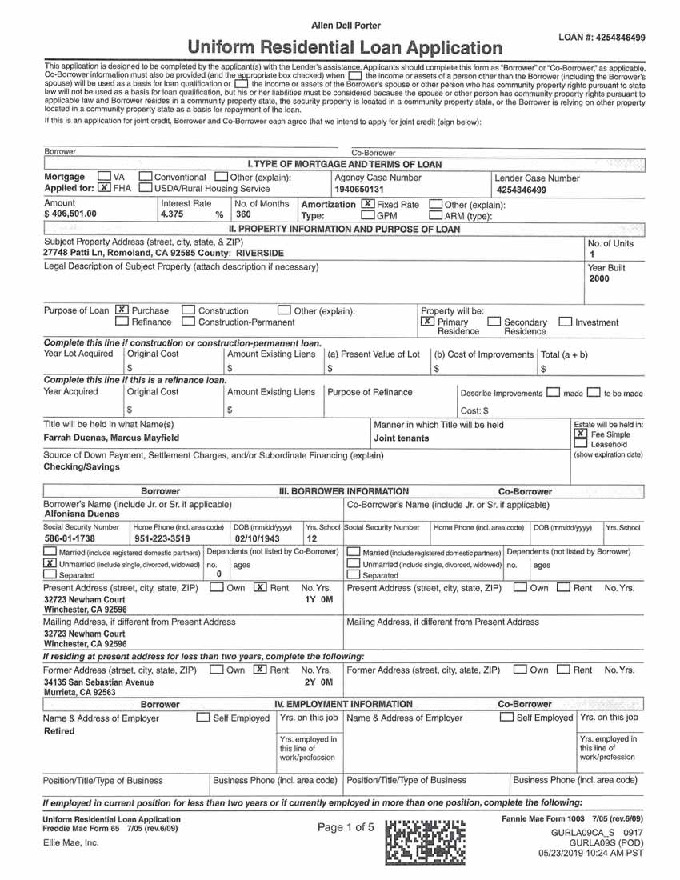 Allen Dell Porter
LOAN #: 4254846499
Uniform Residential Loan Application
This application is designed to be completed by the applicant(s) with the Lender's assistance. Applicants should complete this form as "Borrower" or "Co-Borrower," as applicable.
Co-Borrower information must also be provided (and the appropriate box checked) when the income or assets of a person other than the Borrower (including the Borrower's
spouse) will be used as a basis for loan qualification or the income or assets of the Borrower's spouse or other person who has community property rights pursuant to state
law will not be used as a basis for loan qualification, but his or her liabilities must be considered because the spouse or other person has community property rights pursuant to
applicable law and Borrower resides in a community property state, the security property is located in a community property state, or the Borrower is relying on other property
located in a community property state as a basis for repayment of the loan.
If this is an application for joint credit, Borrower and Co-Borrower each agree that we intend to apply for joint credit (sign below):
Borrower Co-Borrower
I. TYPE OF MORTGAGE AND TERMS OF LOAN
Mortgage VA Conventional Other (explain): Agency Case Number Lender Case Number
Applied for: X FHA USDA/Rural Housing Service 1940650131 4254846499
Amount Interest Rate No. of Months Amortization X Fixed Rate Other (explain):
$ 496,501.00 4.375 % 360 Type: GPM ARM (type):
II. PROPERTY INFORMATION AND PURPOSE OF LOAN
Subject Property Address (street, city, state, & ZIP) No. of Units
27748 Patti Ln, Romoland, CA 92585 County: RIVERSIDE 1
Legal Description of Subject Property (attach description if necessary) Year Built
2000
Purpose of Loan X Purchase Construction Other (explain): Property will be:
Refinance Construction-Permanent X Primary Residence Secondary Residence Investment
Complete this line if construction or construction-permanent loan.
Year Lot Acquired Original Cost Amount Existing Liens (a) Present Value of Lot (b) Cost of Improvements Total (a + b)
$ $ $ $ $
Complete this line if this is a refinance loan.
Year Acquired Original Cost Amount Existing Liens Purpose of Refinance Describe Improvements made to be made
$ $ Cost: $
Title will be held in what Name(s) Manner in which Title will be held Estate will be held in:
Farrah Duenas, Marcus Mayfield Joint tenants X Fee Simple
Leasehold
Source of Down Payment, Settlement Charges, and/or Subordinate Financing (explain) (show expiration date)
Checking/Savings
Borrower III. BORROWER INFORMATION Co-Borrower
Borrower's Name (include Jr. or Sr. if applicable) Co-Borrower's Name (include Jr. or Sr. if applicable)
Alfonisna Duenas
Social Security Number Home Phone (incl. area code) DOB (mm/dd/yyyy) Yrs. School Social Security Number Home Phone (incl. area code) DOB (mm/dd/yyyy) Yrs. School
586-01-1738 951-223-3519 02/10/1943 12
Married (include registered domestic partners) Dependents (not listed by Co-Borrower) Married (include registered domestic partners) Dependents (not listed by Borrower)
X Unmarried (include single, divorced, widowed) no. ages Unmarried (include single, divorced, widowed) no. ages
Separated 0 Separated
Present Address (street, city, state, ZIP) Own X Rent No. Yrs. Present Address (street, city, state, ZIP) Own Rent No. Yrs.
32723 Newham Court 1Y 0M
Winchester, CA 92596
Mailing Address, if different from Present Address Mailing Address, if different from Present Address
32723 Newham Court
Winchester, CA 92596
If residing at present address for less than two years, complete the following:
Former Address (street, city, state, ZIP) Own X Rent No. Yrs. Former Address (street, city, state, ZIP) Own Rent No. Yrs.
34135 San Sebastian Avenue 2Y 0M
Murrieta, CA 92563
Borrower IV. EMPLOYMENT INFORMATION Co-Borrower
Name & Address of Employer Self Employed Yrs. on this job Name & Address of Employer Self Employed Yrs. on this job
Retired
Yrs. employed in this line of work/profession Yrs. employed in this line of work/profession
Position/Title/Type of Business Business Phone (incl. area code) Position/Title/Type of Business Business Phone (incl. area code)
If employed in current position for less than two years or if currently employed in more than one position, complete the following:
Uniform Residential Loan Application Fannie Mae Form 1003 7/05 (rev.6/09)
Freddie Mac Form 65 7/05 (rev.6/09) Page 1 of 5 GURLA09CA_S 0917
Ellie Mae, Inc. GURLA09S (POD)
05/23/2019 10:24 AM PST